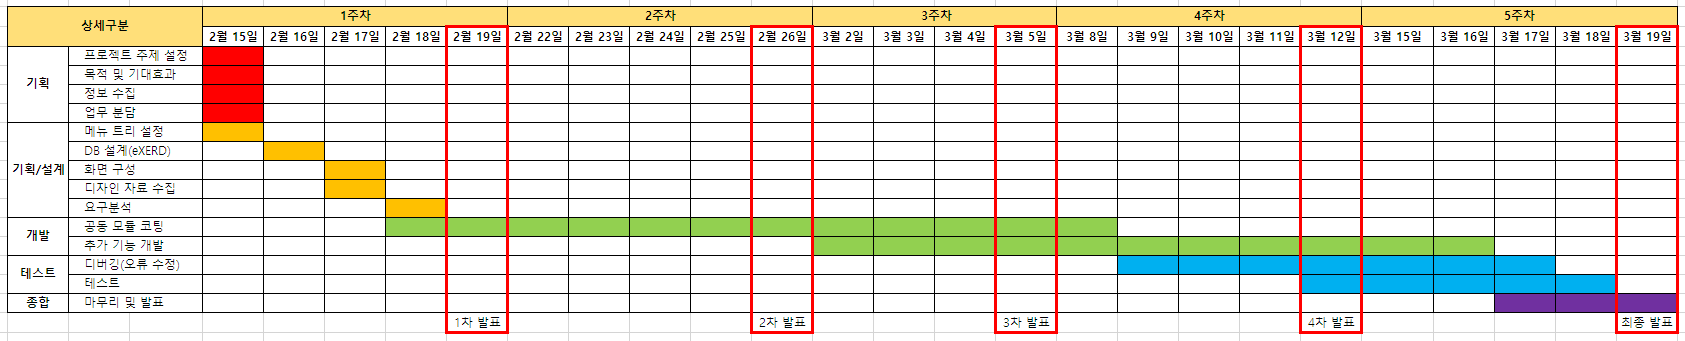 상세구분 1주차 2주차 3주차 4주차 5주차
2월 15일 2월 16일 2월 17일 2월 18일 2월 19일 2월 22일 2월 23일 2월 24일 2월 25일 2월 26일 3월 2일 3월 3일 3월 4일 3월 5일 3월 8일 3월 9일 3월 10일 3월 11일 3월 12일 3월 15일 3월 16일 3월 17일 3월 18일 3월 19일
기획
프로젝트 주제 설정
목적 및 기대효과
정보 수집
업무 분담
기획/설계
메뉴 트리 설정
DB 설계(eXERD)
화면 구성
디자인 자료 수집
요구분석
개발
공동 모듈 코팅
추가 기능 개발
테스트
디버깅(오류 수정)
테스트
종합
마무리 및 발표
1차 발표 2차 발표 3차 발표 4차 발표 최종 발표